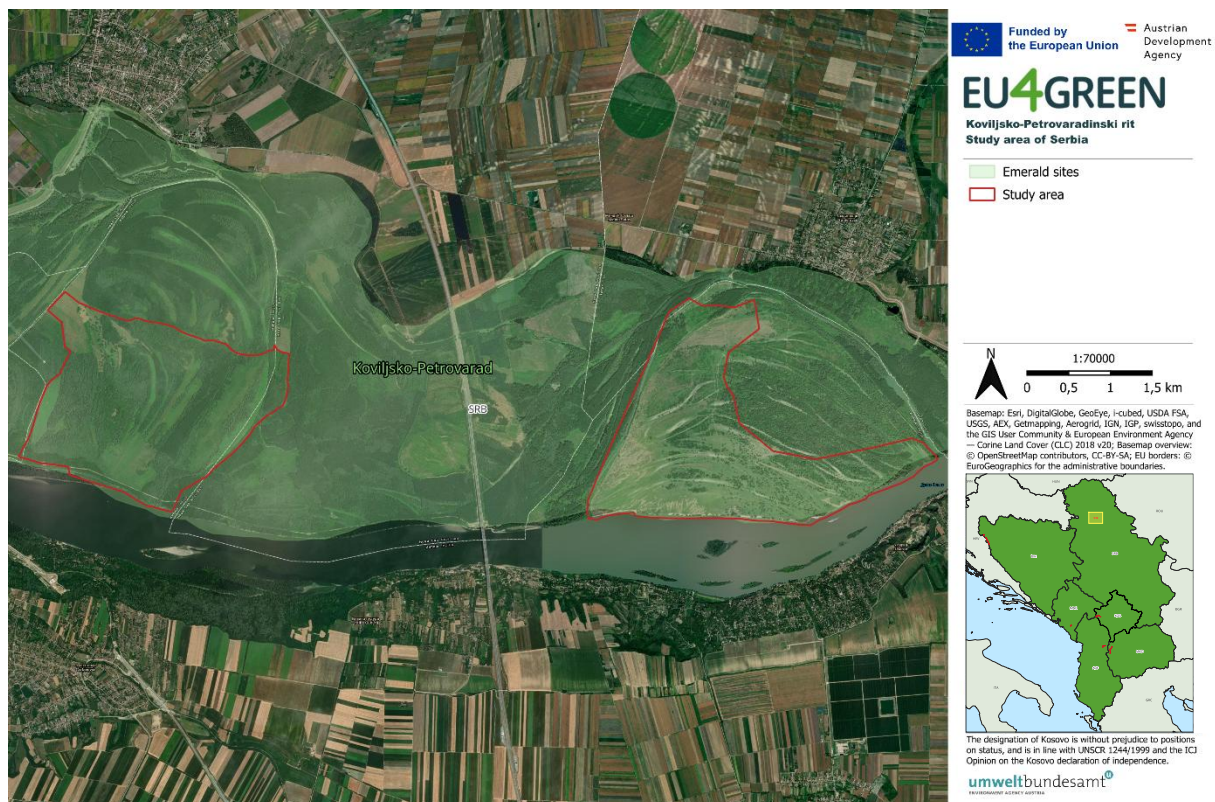 Koviljsko-Petrovarad
SRB
Funded by
the European Union
Austrian
Development
Agency
EU4GREEN
Koviljsko-Petrovaradinski rit
Study area of Serbia
Emerald sites
Study area
N
1:70000
0 0,5 1 1,5 km
Basemap: Esri, DigitalGlobe, GeoEye, i-cubed, USDA FSA,
USGS, AEX, Getmapping, Aerogrid, IGN, IGP, swisstopo, and
the GIS User Community & European Environment Agency
— Corine Land Cover (CLC) 2018 v20; Basemap overview:
© OpenStreetMap contributors, CC-BY-SA; EU borders: ©
EuroGeographics for the administrative boundaries.
The designation of Kosovo is without prejudice to positions
on status, and is in line with UNSCR 1244/1999 and the ICJ
Opinion on the Kosovo declaration of independence.
umweltbundesamt
ENVIRONMENT AGENCY AUSTRIA